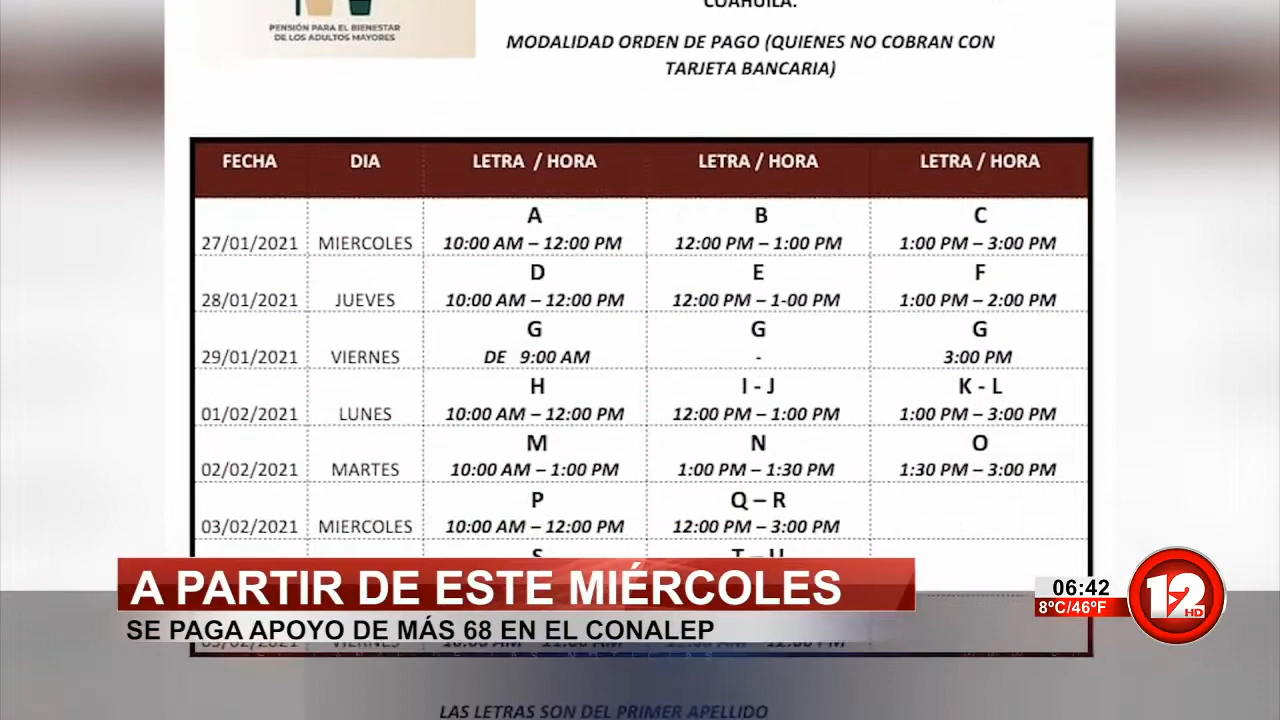 COAHUILA.
PENSIÓN PARA EL BIENESTAR
DE LOS ADULTOS MAYORES
MODALIDAD ORDEN DE PAGO (QUIENES NO COBRAN CON
TARJETA BANCARIA)
FECHA DIA LETRA / HORA LETRA / HORA LETRA / HORA
A B C
27/01/2021 MIERCOLES 10:00 AM – 12:00 PM 12:00 PM – 1:00 PM 1:00 PM – 3:00 PM
D E F
28/01/2021 JUEVES 10:00 AM – 12:00 PM 12:00 PM – 1-00 PM 1:00 PM – 2:00 PM
G G G
29/01/2021 VIERNES DE 9:00 AM - 3:00 PM
H I - J K - L
01/02/2021 LUNES 10:00 AM – 12:00 PM 12:00 PM – 1:00 PM 1:00 PM – 3:00 PM
M N O
02/02/2021 MARTES 10:00 AM – 1:00 PM 1:00 PM – 1:30 PM 1:30 PM – 3:00 PM
P Q – R
03/02/2021 MIERCOLES 10:00 AM – 12:00 PM 12:00 PM – 3:00 PM
S T – U
A PARTIR DE ESTE MIÉRCOLES
SE PAGA APOYO DE MÁS 68 EN EL CONALEP
06:42
8ºC/46ºF
12
HD
VIERNES
LAS LETRAS SON DEL PRIMER APELLIDO